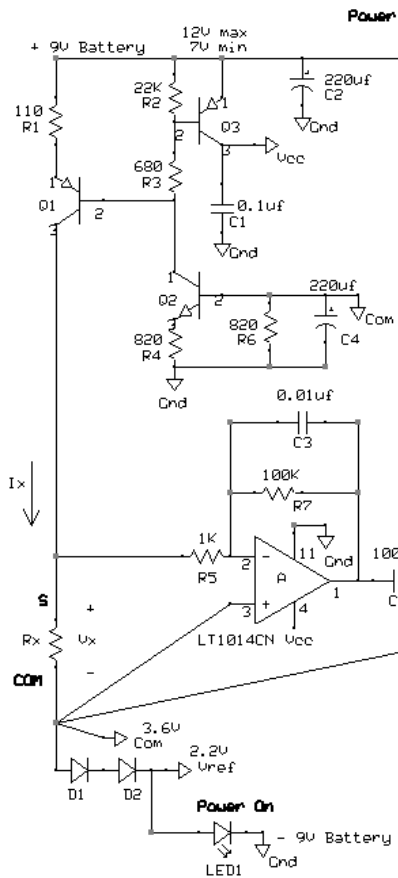 Power
12V max
+ 9V Battery
7V min
22K
R2
220uf
C2
Gnd
110
R1
1
2
Q3
3
Vcc
680
R3
1
Q1
2
3
0.1uf
C1
Gnd
1
220uf
Q2
2
Com
3
820
R4
820
R6
C4
Gnd
0.01uf
C3
100K
R7
Ix
1K
R5
2
-
11
Gnd
100
A
1
C
S
+
3
+
4
Rx
Vx
LT1014CN
Vcc
COM
-
3.6V
Com
2.2V
Vref
D1
D2
Power On
- 9V Battery
Gnd
LED1